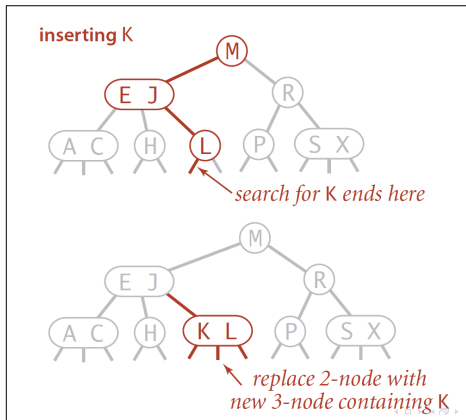 inserting K
M
E J
R
A C
H
L
P
S X
search for K ends here
M
E J
R
A C
H
K L
P
S X
replace 2-node with
new 3-node containing K